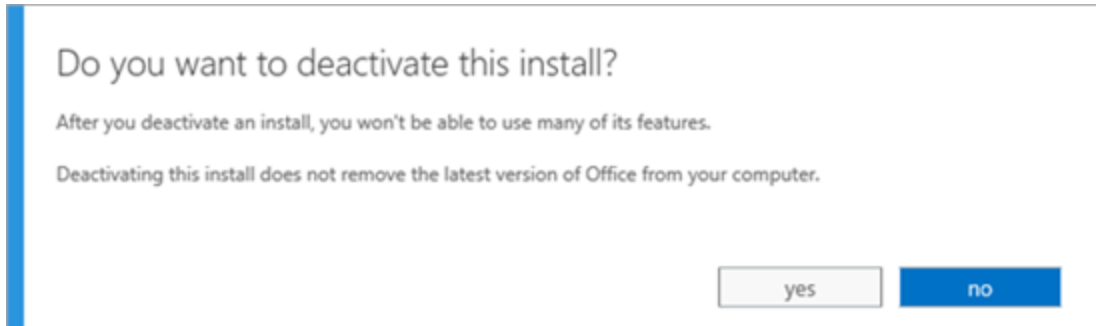 Do you want to deactivate this install?
After you deactivate an install, you won't be able to use many of its features.
Deactivating this install does not remove the latest version of Office from your computer.
yes no